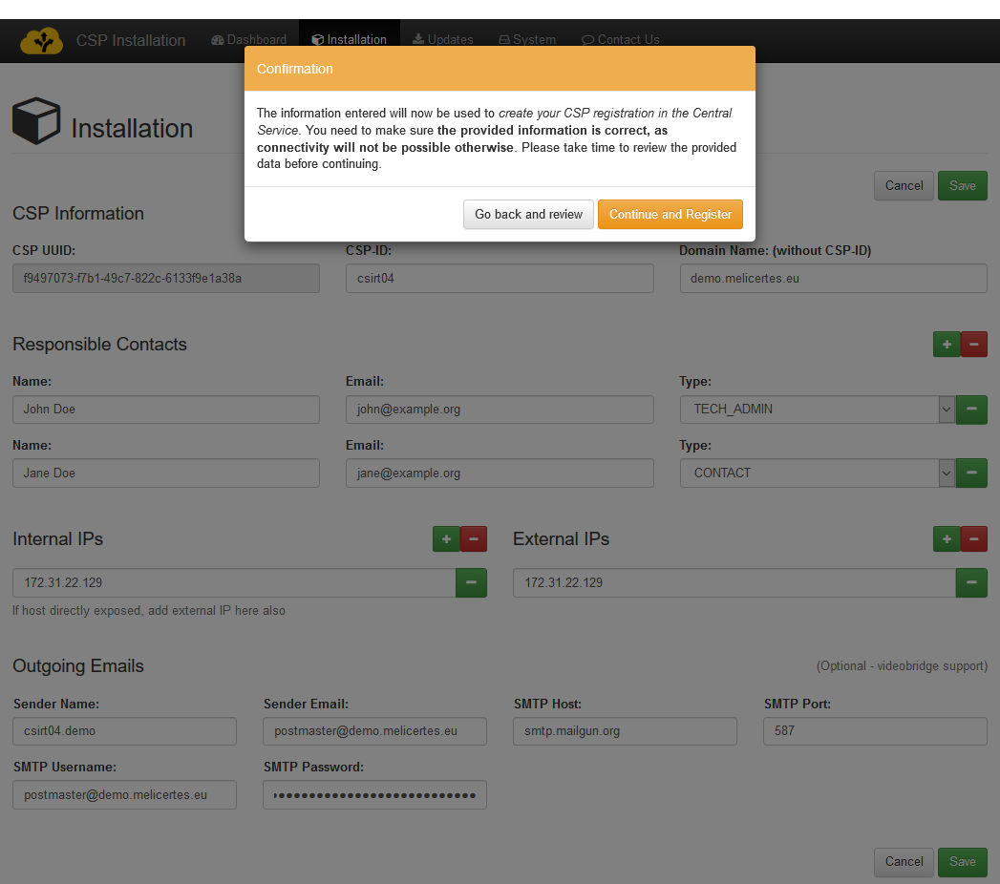 CSP Installation Dashboard Installation Updates System Contact Us
Confirmation
The information entered will now be used to create your CSP registration in the Central
Service. You need to make sure the provided information is correct, as
connectivity will not be possible otherwise. Please take time to review the provided
data before continuing.
Go back and review Continue and Register
Installation
Cancel Save
CSP Information
CSP UUID: CSP-ID: Domain Name: (without CSP-ID)
f9497073-f7b1-49c7-822c-6133f9e1a38a csirt04 demo.melicertes.eu
Responsible Contacts
Name: Email: Type:
John Doe john@example.org TECH_ADMIN
Name: Email: Type:
Jane Doe jane@example.org CONTACT
Internal IPs External IPs
172.31.22.129 172.31.22.129
If host directly exposed, add external IP here also
Outgoing Emails (Optional - videobridge support)
Sender Name: Sender Email: SMTP Host: SMTP Port:
csirt04.demo postmaster@demo.melicertes.eu smtp.mailgun.org 587
SMTP Username: SMTP Password:
postmaster@demo.melicertes.eu
Cancel Save